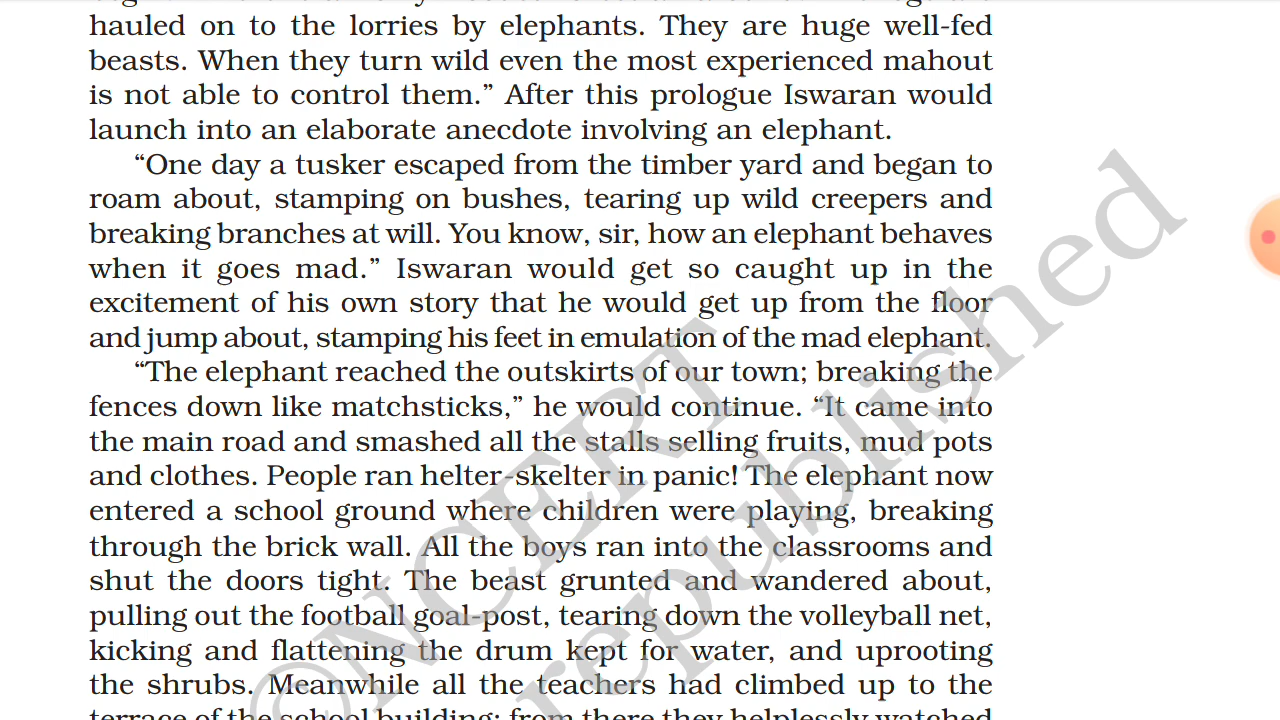 hauled on to the lorries by elephants. They are huge well-fed
beasts. When they turn wild even the most experienced mahout
is not able to control them.” After this prologue Iswaran would
launch into an elaborate anecdote involving an elephant.
“One day a tusker escaped from the timber yard and began to
roam about, stamping on bushes, tearing up wild creepers and
breaking branches at will. You know, sir, how an elephant behaves
when it goes mad.” Iswaran would get so caught up in the
excitement of his own story that he would get up from the floor
and jump about, stamping his feet in emulation of the mad elephant.
“The elephant reached the outskirts of our town; breaking the
fences down like matchsticks,” he would continue. “It came into
the main road and smashed all the stalls selling fruits, mud pots
and clothes. People ran helter-skelter in panic! The elephant now
entered a school ground where children were playing, breaking
through the brick wall. All the boys ran into the classrooms and
shut the doors tight. The beast grunted and wandered about,
pulling out the football goal-post, tearing down the volleyball net,
kicking and flattening the drum kept for water, and uprooting
the shrubs. Meanwhile all the teachers had climbed up to the
terrace of the school building; from there they helplessly watched
©NCERT
republished